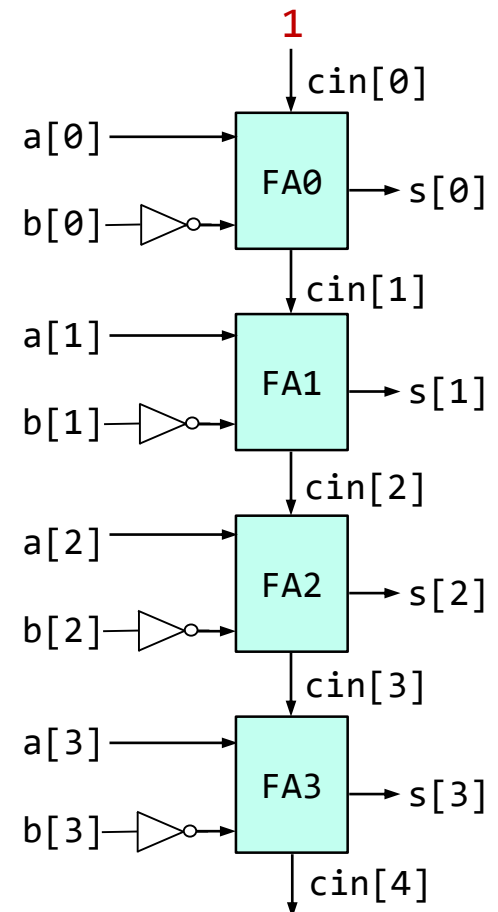 1
cin[0]
a[0]
FA0
s[0]
b[0]
cin[1]
a[1]
FA1
s[1]
b[1]
cin[2]
a[2]
FA2
s[2]
b[2]
cin[3]
a[3]
FA3
s[3]
b[3]
cin[4]